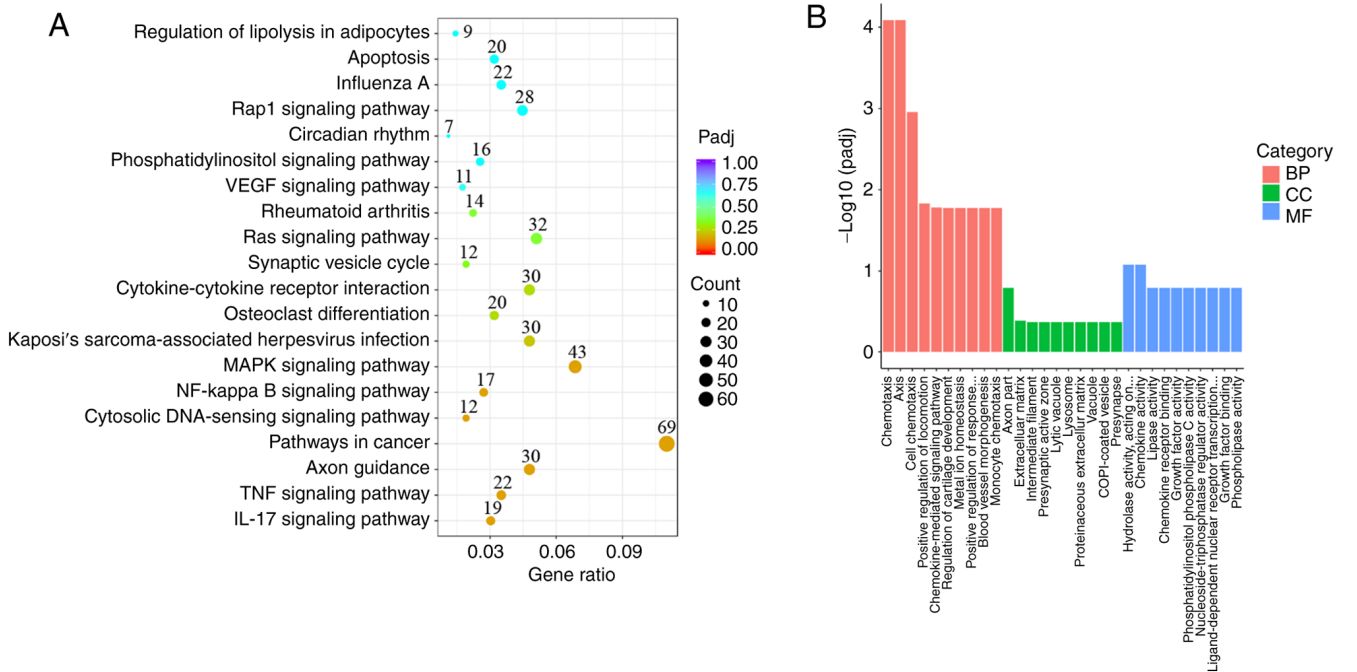 A
Regulation of lipolysis in adipocytes
9
Apoptosis
20
Influenza A
22
Rap1 signaling pathway
28
Circadian rhythm
7
Phosphatidylinositol signaling pathway
16
VEGF signaling pathway
11
Rheumatoid arthritis
14
Ras signaling pathway
32
Synaptic vesicle cycle
12
Cytokine-cytokine receptor interaction
30
Osteoclast differentiation
20
Kaposi's sarcoma-associated herpesvirus infection
30
MAPK signaling pathway
43
NF-kappa B signaling pathway
17
Cytosolic DNA-sensing signaling pathway
12
Pathways in cancer
69
Axon guidance
30
TNF signaling pathway
22
IL-17 signaling pathway
19
0.03 0.06 0.09
Gene ratio
Padj
1.00
0.75
0.50
0.25
0.00
Count
10
20
30
40
50
60
B
4
3
2
1
0
−Log10 (padj)
Chemotaxis
Axis
Cell chemotaxis
Positive regulation of locomotion
Chemokine-mediated signaling pathway
Regulation of cartilage development
Metal ion homeostasis
Positive regulation of response...
Blood vessel morphogenesis
Monocyte chemotaxis
Axon part
Extracelluar matrix
Intermediate filament
Presynaptic active zone
Lytic vacuole
Lysosome
Proteinaceous extracellur matrix
Vacuole
COPI-coated vesicle
Presynapse
Hydrolase activity, acting on...
Chemokine activity
Lipase activity
Chemokine receptor binding
Growth factor activity
Phosphatidylinositol phospholipase C activity
Nucleoside-triphosphatase regulator activity
Ligand-dependent nuclear receptor transcription...
Growth factor binding
Phospholipase activity
Category
BP
CC
MF